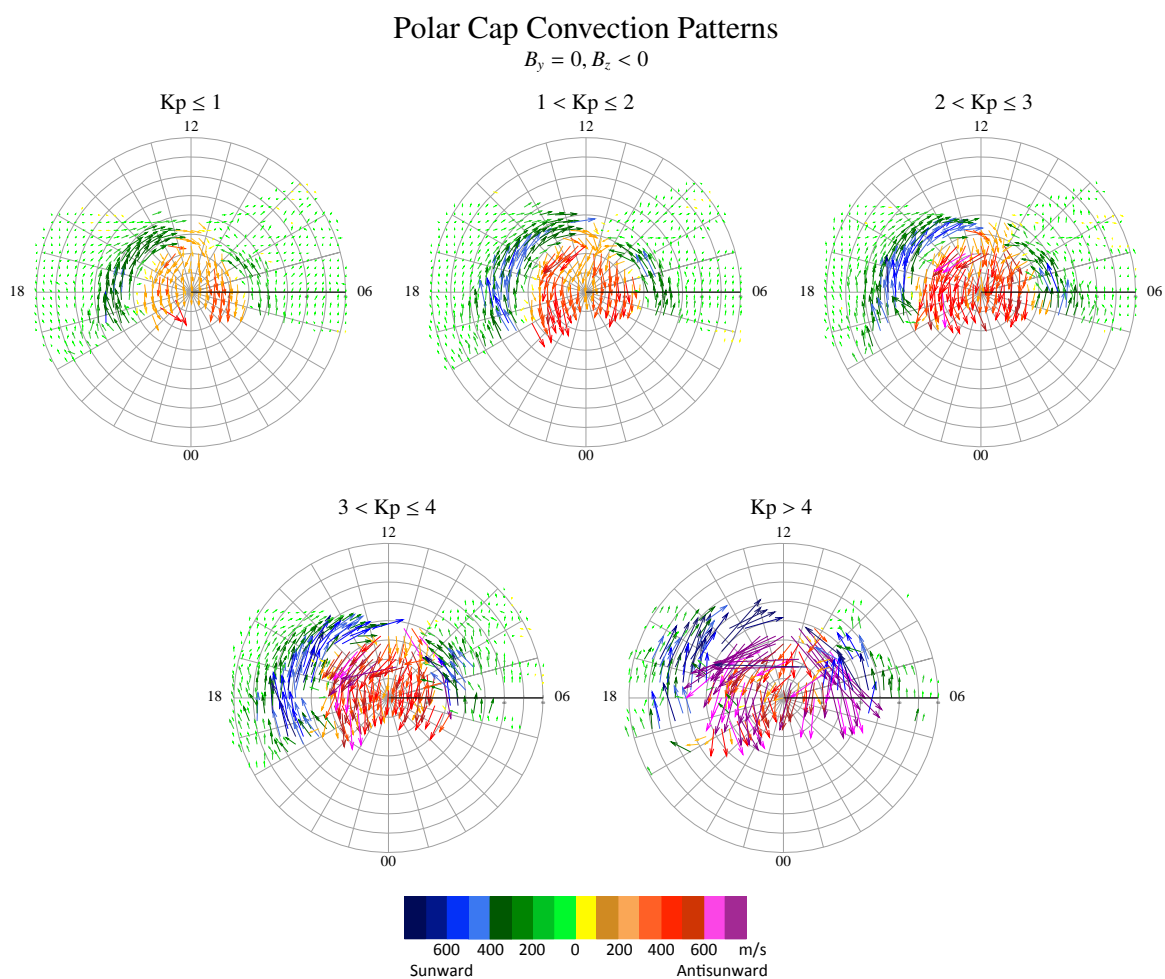 Polar Cap Convection Patterns
B_y = 0, B_z < 0
Kp ≤ 1
1 < Kp ≤ 2
2 < Kp ≤ 3
12
12
12
18
06
18
06
18
06
00
00
00
3 < Kp ≤ 4
Kp > 4
12
12
18
06
18
06
00
00
600 400 200 0 200 400 600 m/s
Sunward Antisunward